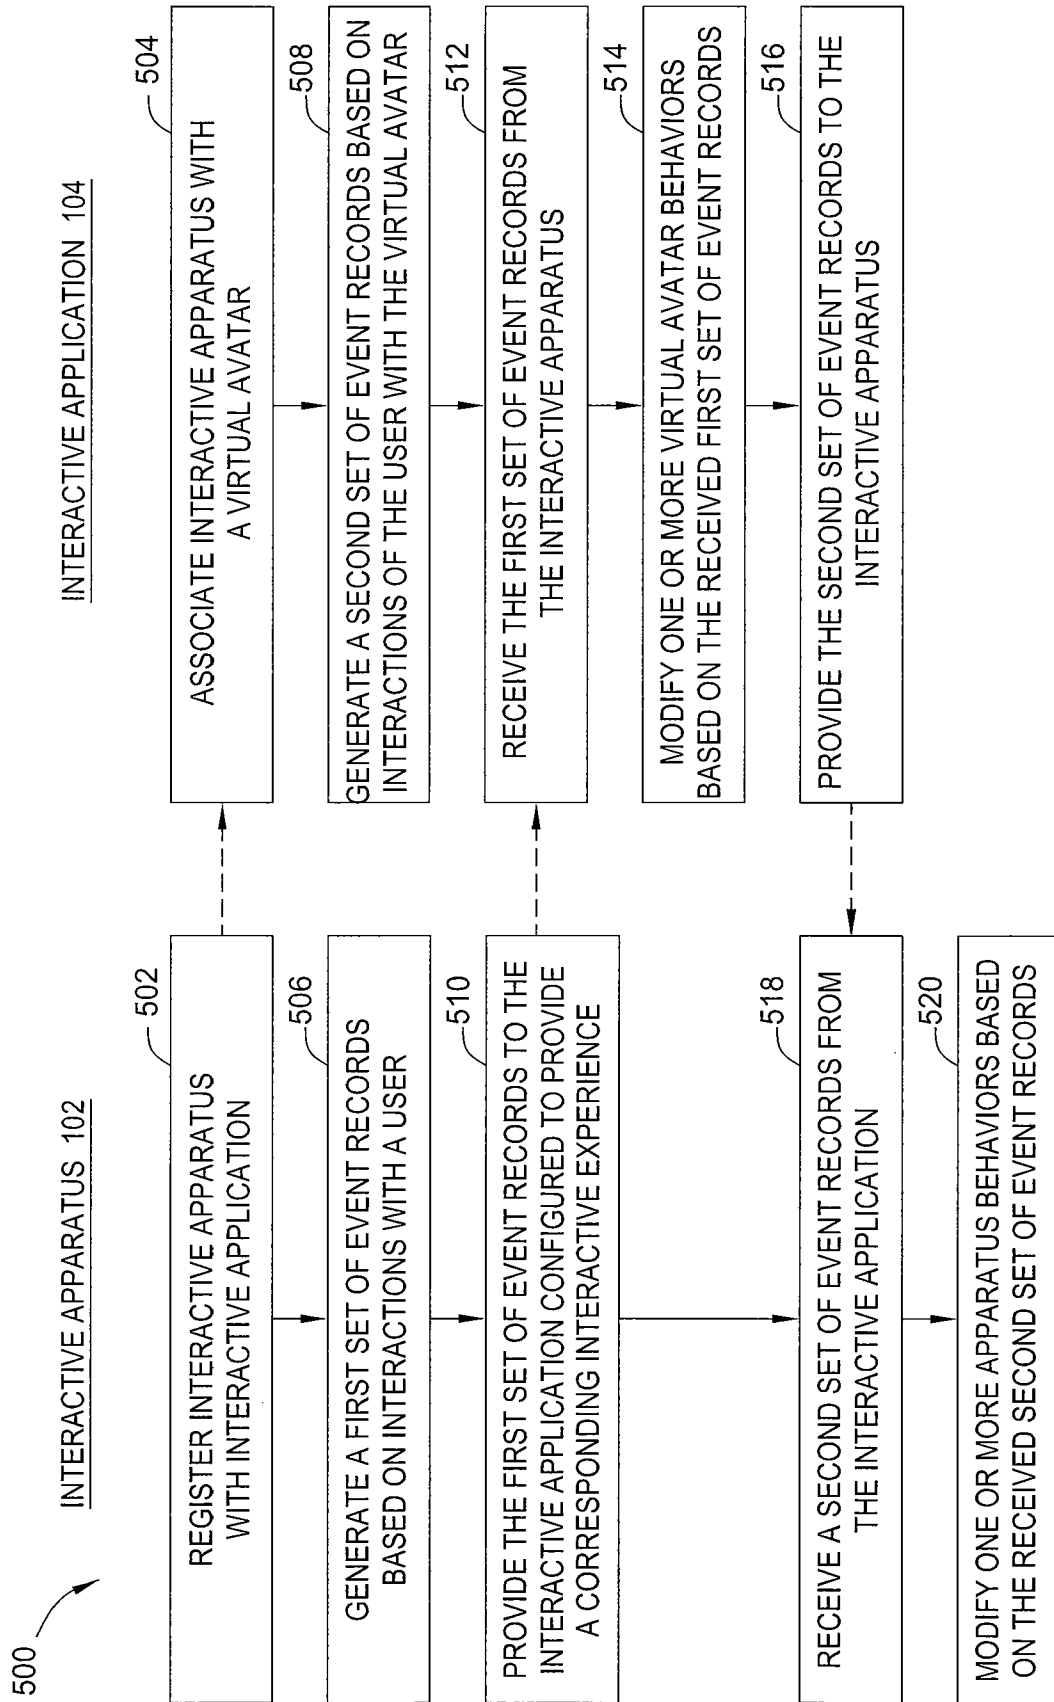 500
INTERACTIVE APPARATUS 102
INTERACTIVE APPLICATION 104
502
REGISTER INTERACTIVE APPARATUS
WITH INTERACTIVE APPLICATION
504
ASSOCIATE INTERACTIVE APPARATUS WITH
A VIRTUAL AVATAR
506
GENERATE A FIRST SET OF EVENT RECORDS
BASED ON INTERACTIONS WITH A USER
508
GENERATE A SECOND SET OF EVENT RECORDS BASED ON
INTERACTIONS OF THE USER WITH THE VIRTUAL AVATAR
510
PROVIDE THE FIRST SET OF EVENT RECORDS TO THE
INTERACTIVE APPLICATION CONFIGURED TO PROVIDE
A CORRESPONDING INTERACTIVE EXPERIENCE
512
RECEIVE THE FIRST SET OF EVENT RECORDS FROM
THE INTERACTIVE APPARATUS
514
MODIFY ONE OR MORE VIRTUAL AVATAR BEHAVIORS
BASED ON THE RECEIVED FIRST SET OF EVENT RECORDS
516
PROVIDE THE SECOND SET OF EVENT RECORDS TO THE
INTERACTIVE APPARATUS
518
RECEIVE A SECOND SET OF EVENT RECORDS FROM
THE INTERACTIVE APPLICATION
520
MODIFY ONE OR MORE APPARATUS BEHAVIORS BASED
ON THE RECEIVED SECOND SET OF EVENT RECORDS